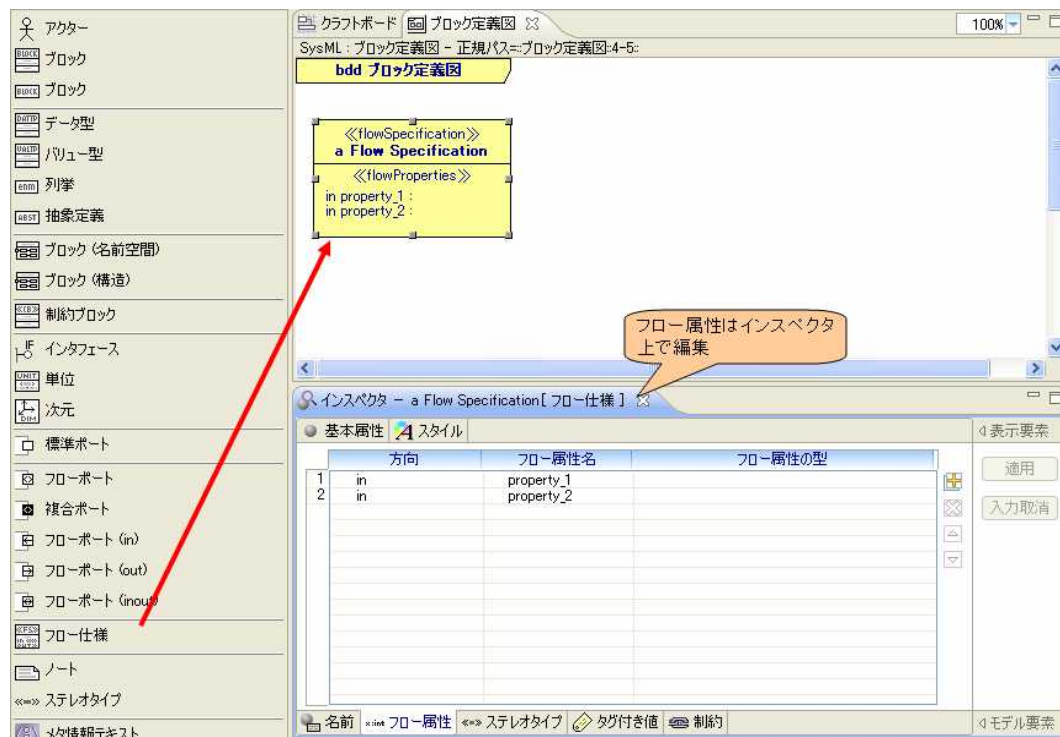 アクター
ブロック
ブロック
データ型
バリュー型
列挙
抽象定義
ブロック (名前空間)
ブロック (構造)
制約ブロック
インタフェース
単位
次元
標準ポート
フローポート
複合ポート
フローポート (in)
フローポート (out)
フローポート (inout)
フロー仕様
ノート
ステレオタイプ
メタ情報テキスト
クラフトボード ブロック定義図
100%
SysML : ブロック定義図 - 正規パス=::ブロック定義図:4-5::
bdd ブロック定義図
≪flowSpecification≫
a Flow Specification
≪flowProperties≫
in property_1 :
in property_2 :
フロー属性はインスペクタ
上で編集
インスペクタ - a Flow Specification[ フロー仕様 ]
基本属性 スタイル
方向 フロー属性名 フロー属性の型
1 in property_1
2 in property_2
表示要素
適用
入力取消
名前 フロー属性 ステレオタイプ タグ付き値 制約
モデル要素